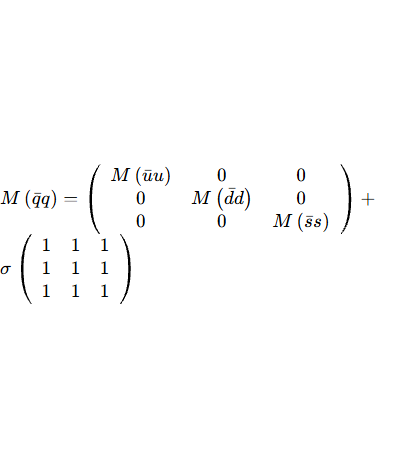 M (q̄q) = ( M (ūu) 0 0
0 M (d̄d) 0
0 0 M (s̄s) ) +
σ ( 1 1 1
1 1 1
1 1 1 )